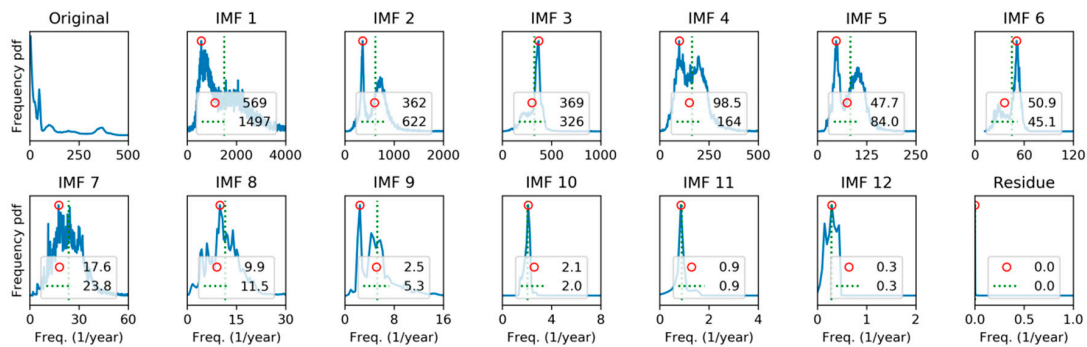 Original IMF 1 IMF 2 IMF 3 IMF 4 IMF 5 IMF 6
Frequency pdf
569 362 369 98.5 47.7 50.9
1497 622 326 164 84.0 45.1
0 500 0 2000 4000 0 1000 2000 0 500 1000 0 250 500 0 125 250 0 60 120
IMF 7 IMF 8 IMF 9 IMF 10 IMF 11 IMF 12 Residue
Frequency pdf
17.6 9.9 2.5 2.1 0.9 0.3 0.0
23.8 11.5 5.3 2.0 0.9 0.3 0.0
0 30 60 0 15 30 0 8 16 0 4 8 0 2 4 0 1 2 0.0 0.5 1.0
Freq. (1/year) Freq. (1/year) Freq. (1/year) Freq. (1/year) Freq. (1/year) Freq. (1/year) Freq. (1/year)